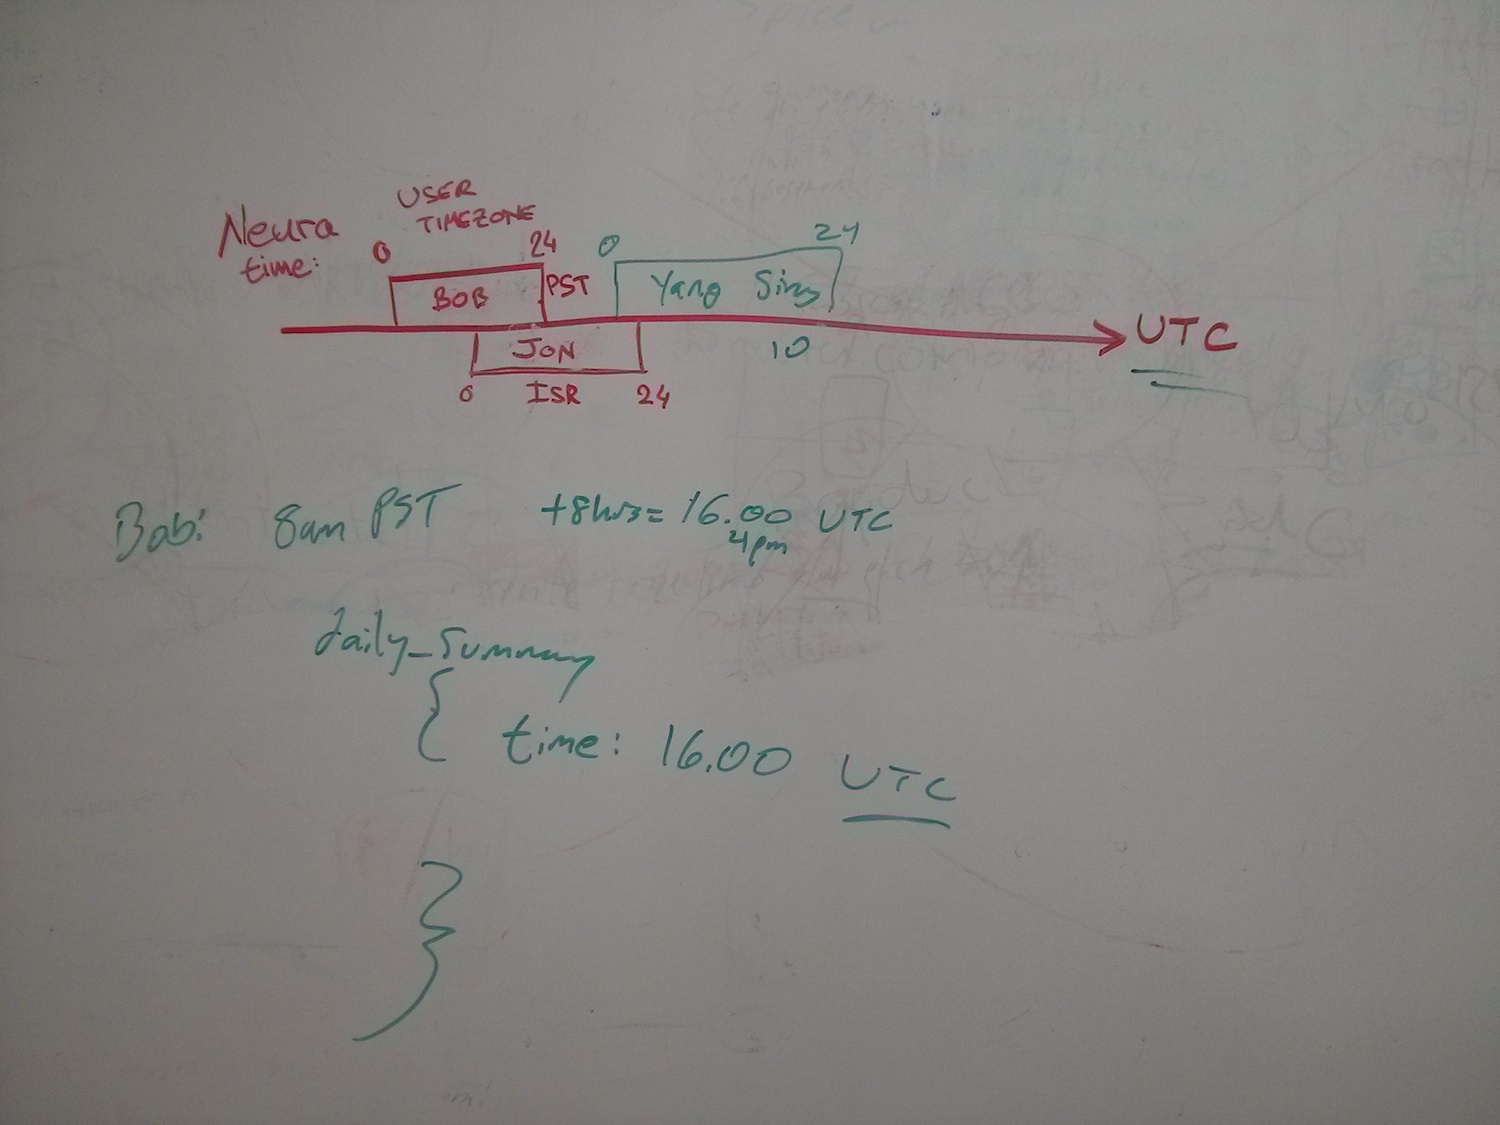 Neura
time:
USER
TIMEZONE
0
24
BOB
PST
0
24
Yang
JON
10
UTC
0
ISR
24
Bob: 8am PST +8hrs= 16.00 UTC
4pm
daily_summary
{
time: 16.00 UTC
}